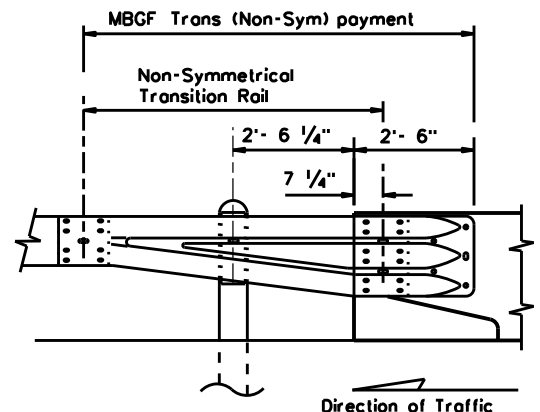 MBGF Trans (Non-Sym) payment
Non-Symmetrical
Transition Rail
2'- 6 1/4"
2'- 6"
7 1/4"
Direction of Traffic